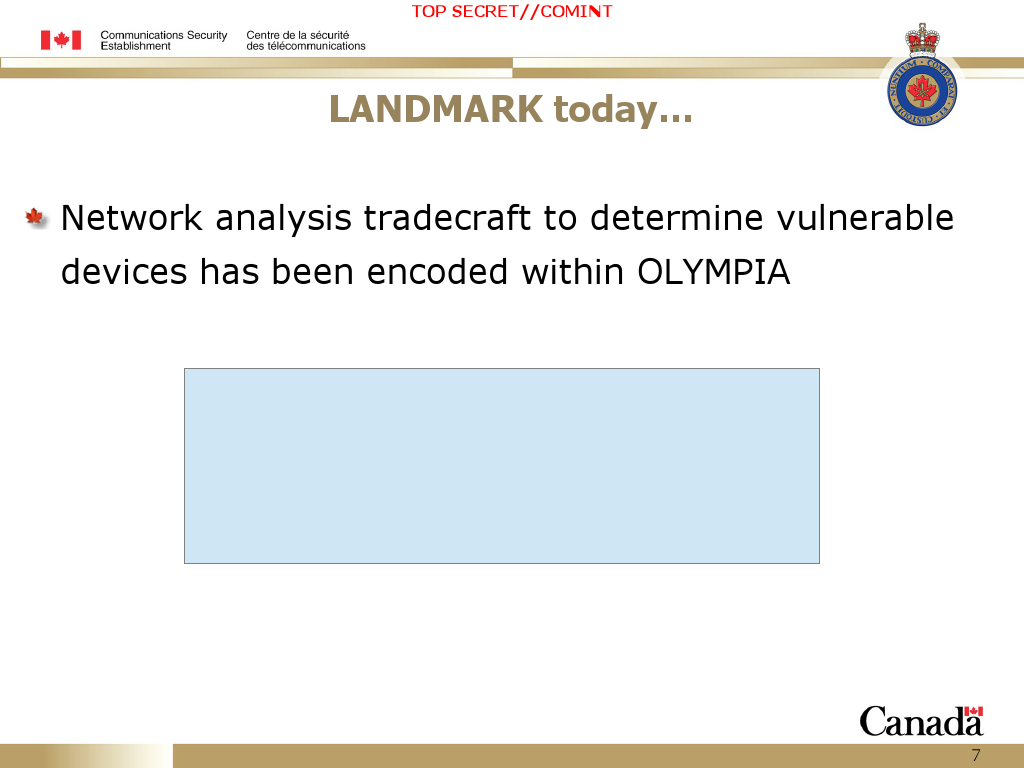 TOP SECRET//COMINT
Communications Security
Establishment
Centre de la sécurité
des télécommunications
LANDMARK today...
Network analysis tradecraft to determine vulnerable
devices has been encoded within OLYMPIA
Canada
7